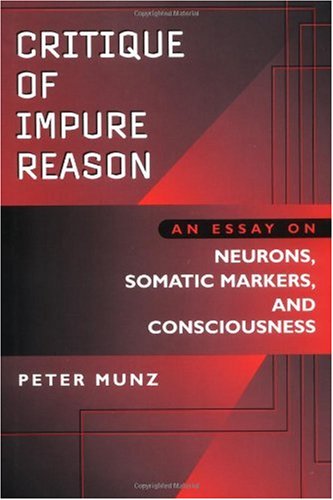 CRITIQUE
OF
IMPURE
REASON
AN ESSAY ON
NEURONS,
SOMATIC MARKERS,
AND
CONSCIOUSNESS
PETER MUNZ